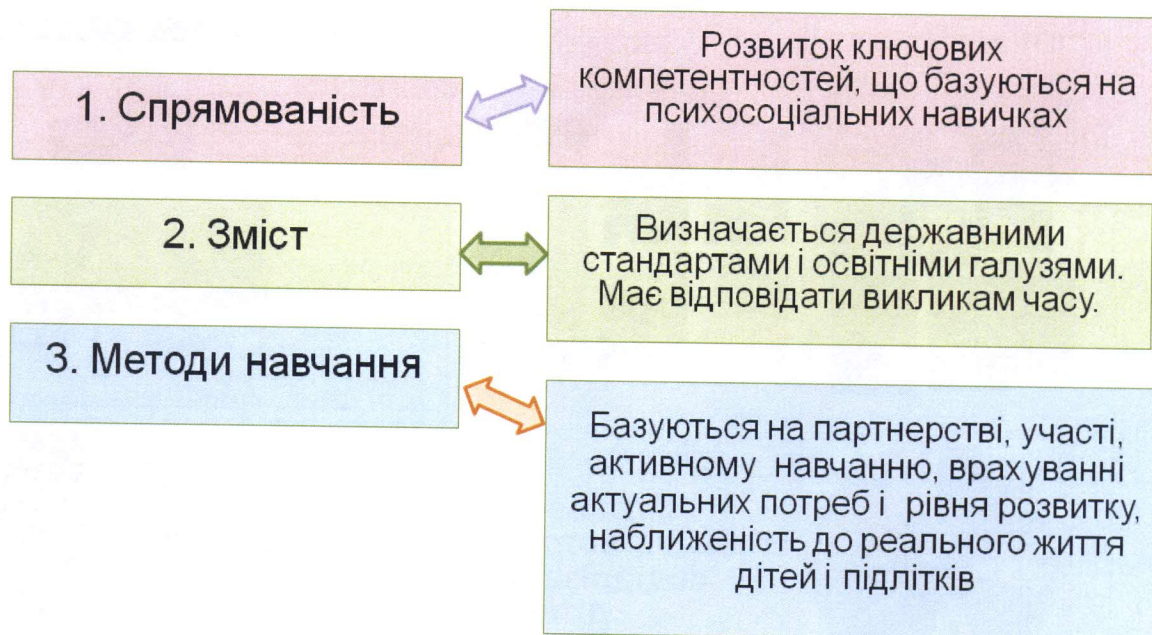 1. Спрямованість
Розвиток ключових
компетентностей, що базуються на
психосоціальних навичках
2. Зміст
Визначається державними
стандартами і освітніми галузями.
Має відповідати викликам часу.
3. Методи навчання
Базуються на партнерстві, участі,
активному навчанню, врахуванні
актуальних потреб і рівня розвитку,
наближеність до реального життя
дітей і підлітків